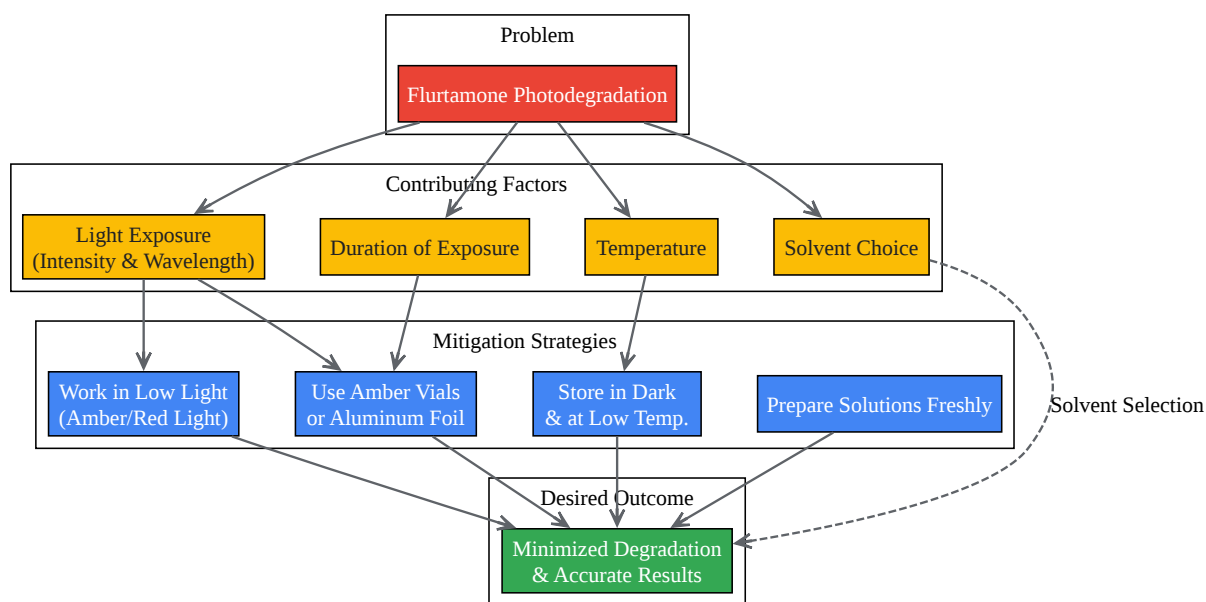 Problem
Flurtamone Photodegradation
Contributing Factors
Light Exposure
(Intensity & Wavelength)
Duration of Exposure
Temperature
Solvent Choice
Mitigation Strategies
Work in Low Light
(Amber/Red Light)
Use Amber Vials
or Aluminum Foil
Store in Dark
& at Low Temp.
Prepare Solutions Freshly
Solvent Selection
Desired Outcome
Minimized Degradation
& Accurate Results